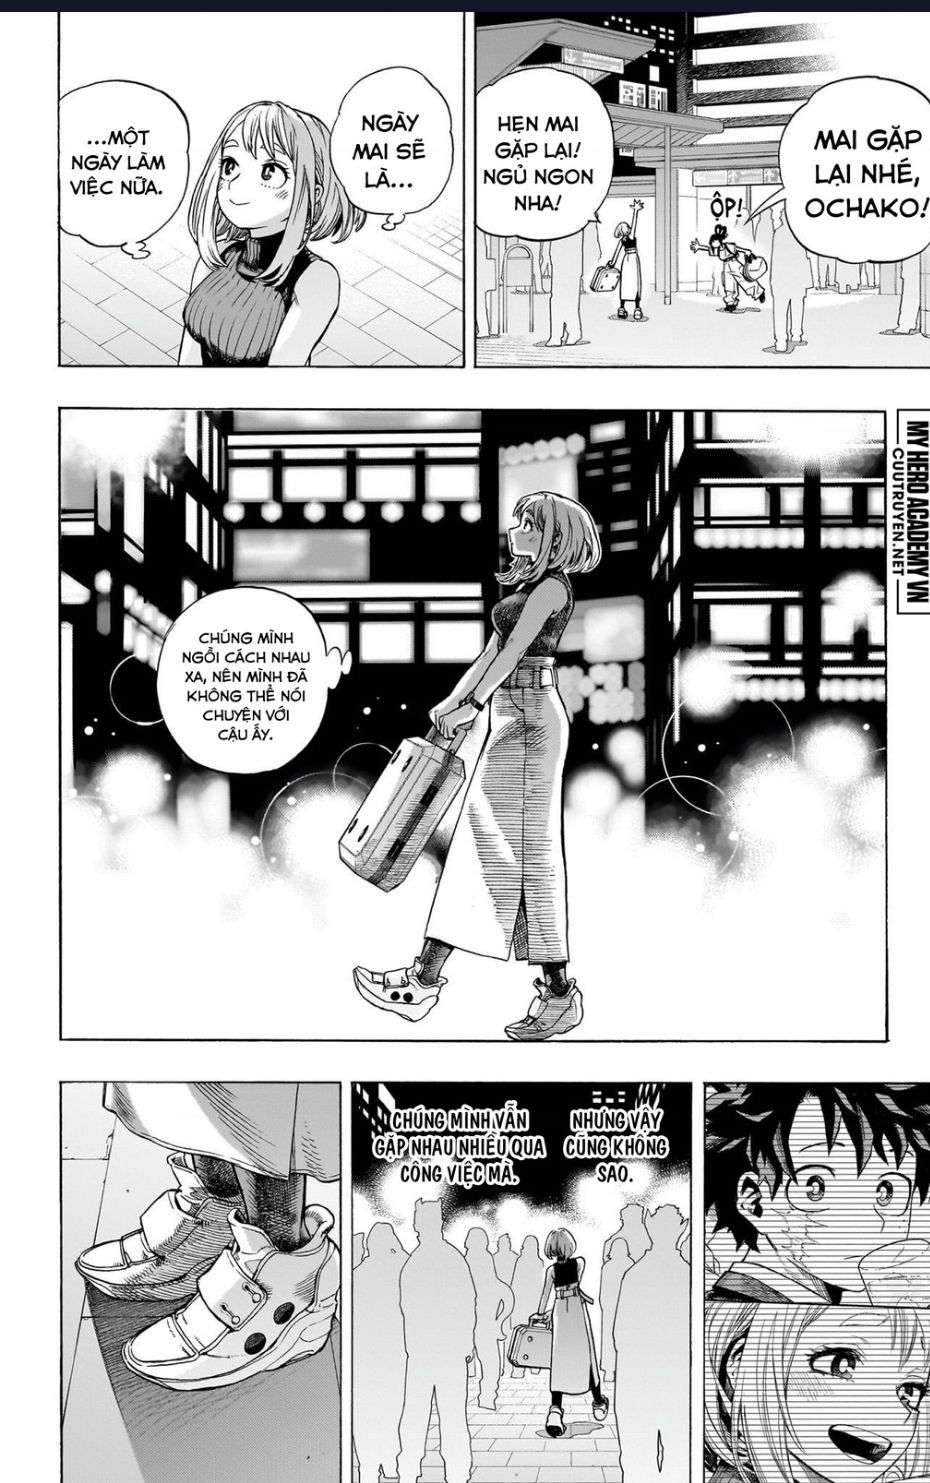 MAI GẶP
LẠI NHÉ,
OCHAKO!
ỘP!
HẸN MAI
GẶP LẠI!
NGỦ NGON
NHA!
NGÀY
MAI SẼ
LÀ...
...MỘT
NGÀY LÀM
VIỆC NỮA.
MY HERO ACADEMY VN
CUUTRUYEN.NET
CHÚNG MÌNH
NGỒI CÁCH NHAU
XA, NÊN MÌNH ĐÃ
KHÔNG THỂ NÓI
CHUYỆN VỚI
CẬU ẤY.
NHƯNG VẬY
CŨNG KHÔNG
SAO.
CHÚNG MÌNH VẪN
GẶP NHAU NHIỀU QUA
CÔNG VIỆC MÀ.